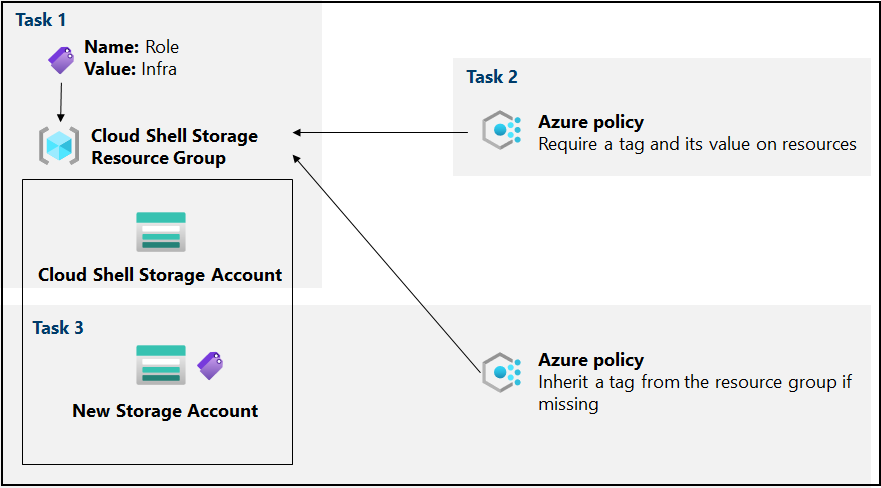 Task 1
Name: Role
Value: Infra
Cloud Shell Storage
Resource Group
Cloud Shell Storage Account
Task 2
Azure policy
Require a tag and its value on resources
Task 3
New Storage Account
Azure policy
Inherit a tag from the resource group if
missing